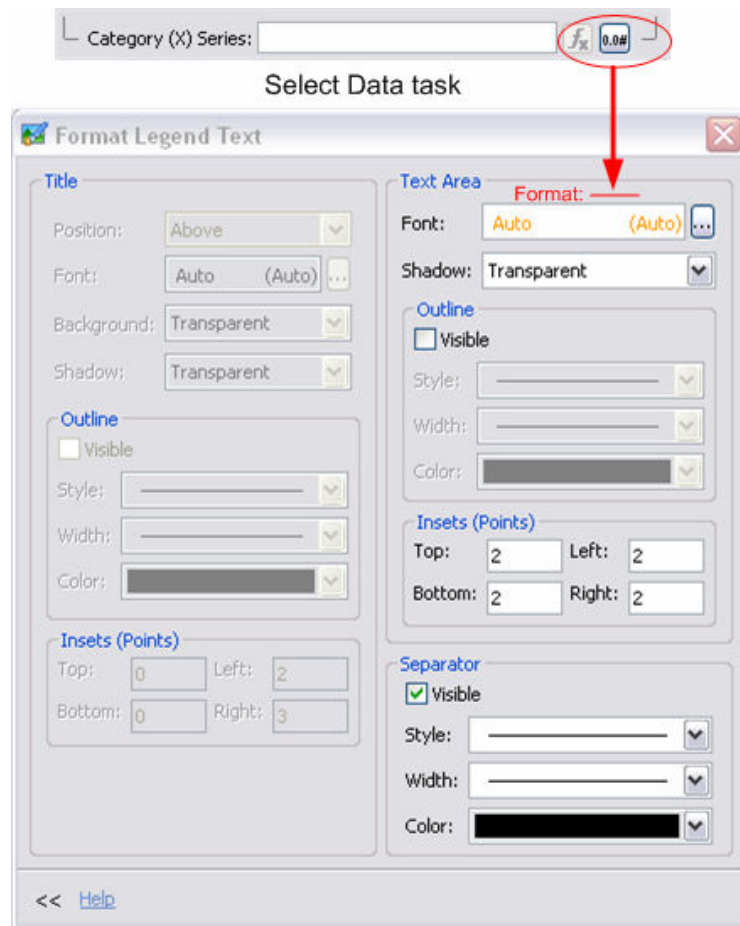 Category (X) Series: fx 0.0#
Select Data task
Format Legend Text
Title
Position: Above
Font: Auto (Auto) ...
Background: Transparent
Shadow: Transparent
Outline
Visible
Style:
Width:
Color:
Insets (Points)
Top: 0 Left: 2
Bottom: 0 Right: 3
Text Area
Format:
Font: Auto (Auto) ...
Shadow: Transparent
Outline
Visible
Style:
Width:
Color:
Insets (Points)
Top: 2 Left: 2
Bottom: 2 Right: 2
Separator
Visible
Style:
Width:
Color:
<< Help